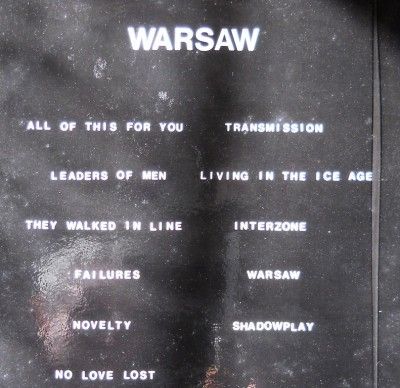 WARSAW
ALL OF THIS FOR YOU
LEADERS OF MEN
THEY WALKED IN LINE
FAILURES
NOVELTY
NO LOVE LOST
TRANSMISSION
LIVING IN THE ICE AGE
INTERZONE
WARSAW
SHADOWPLAY